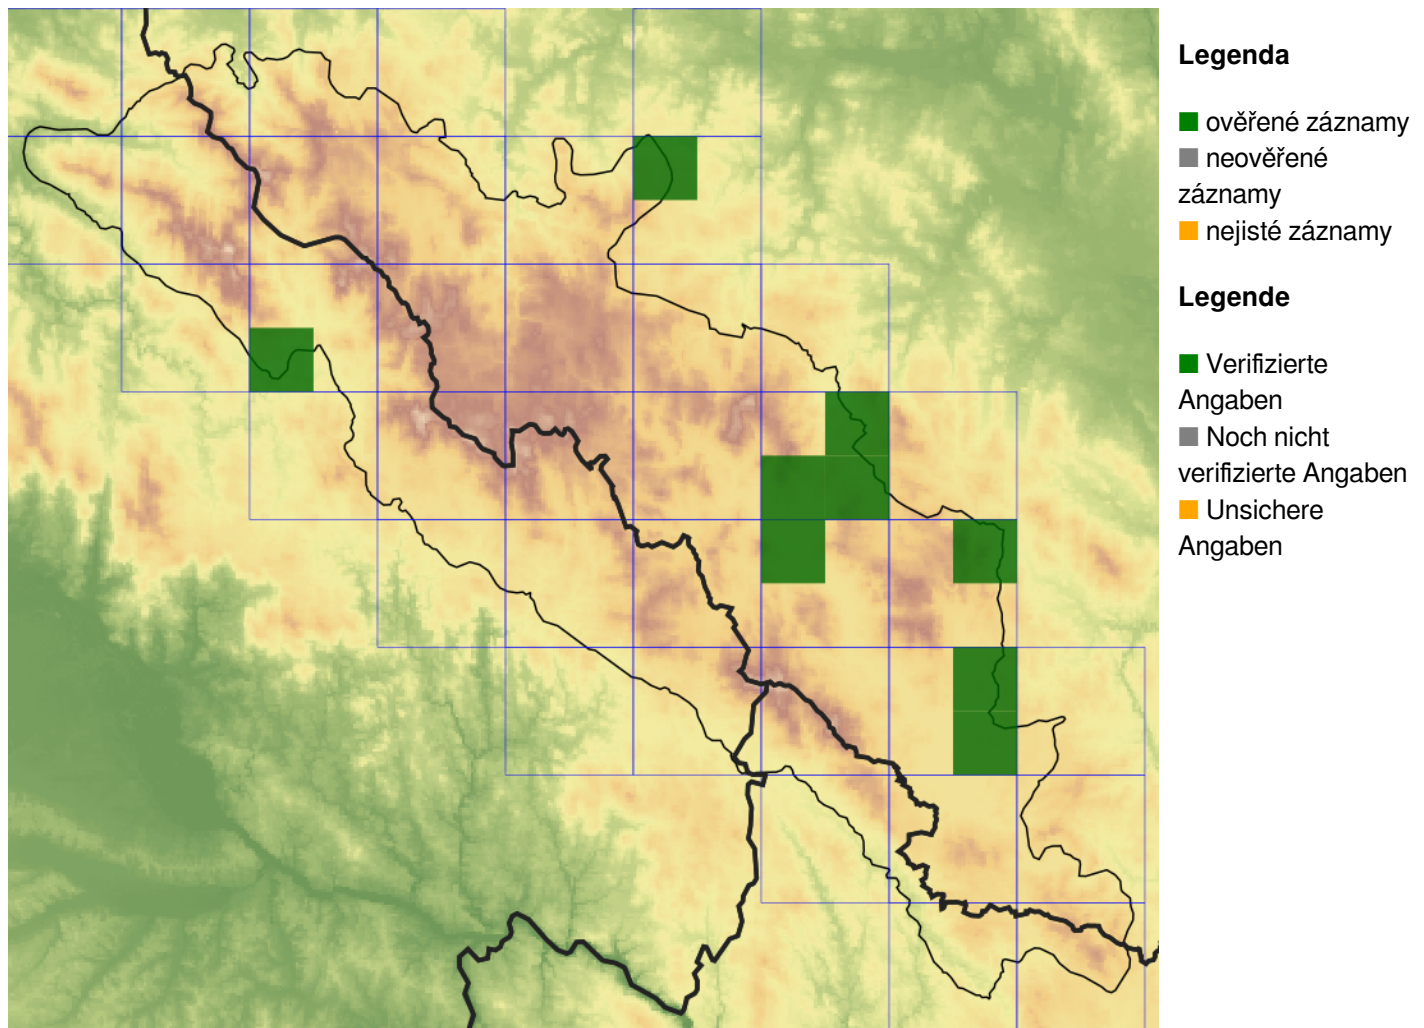 Legenda
ověřené záznamy
neověřené
záznamy
nejisté záznamy
Legende
Verifizierte
Angaben
Noch nicht
verifizierte Angaben
Unsichere
Angaben